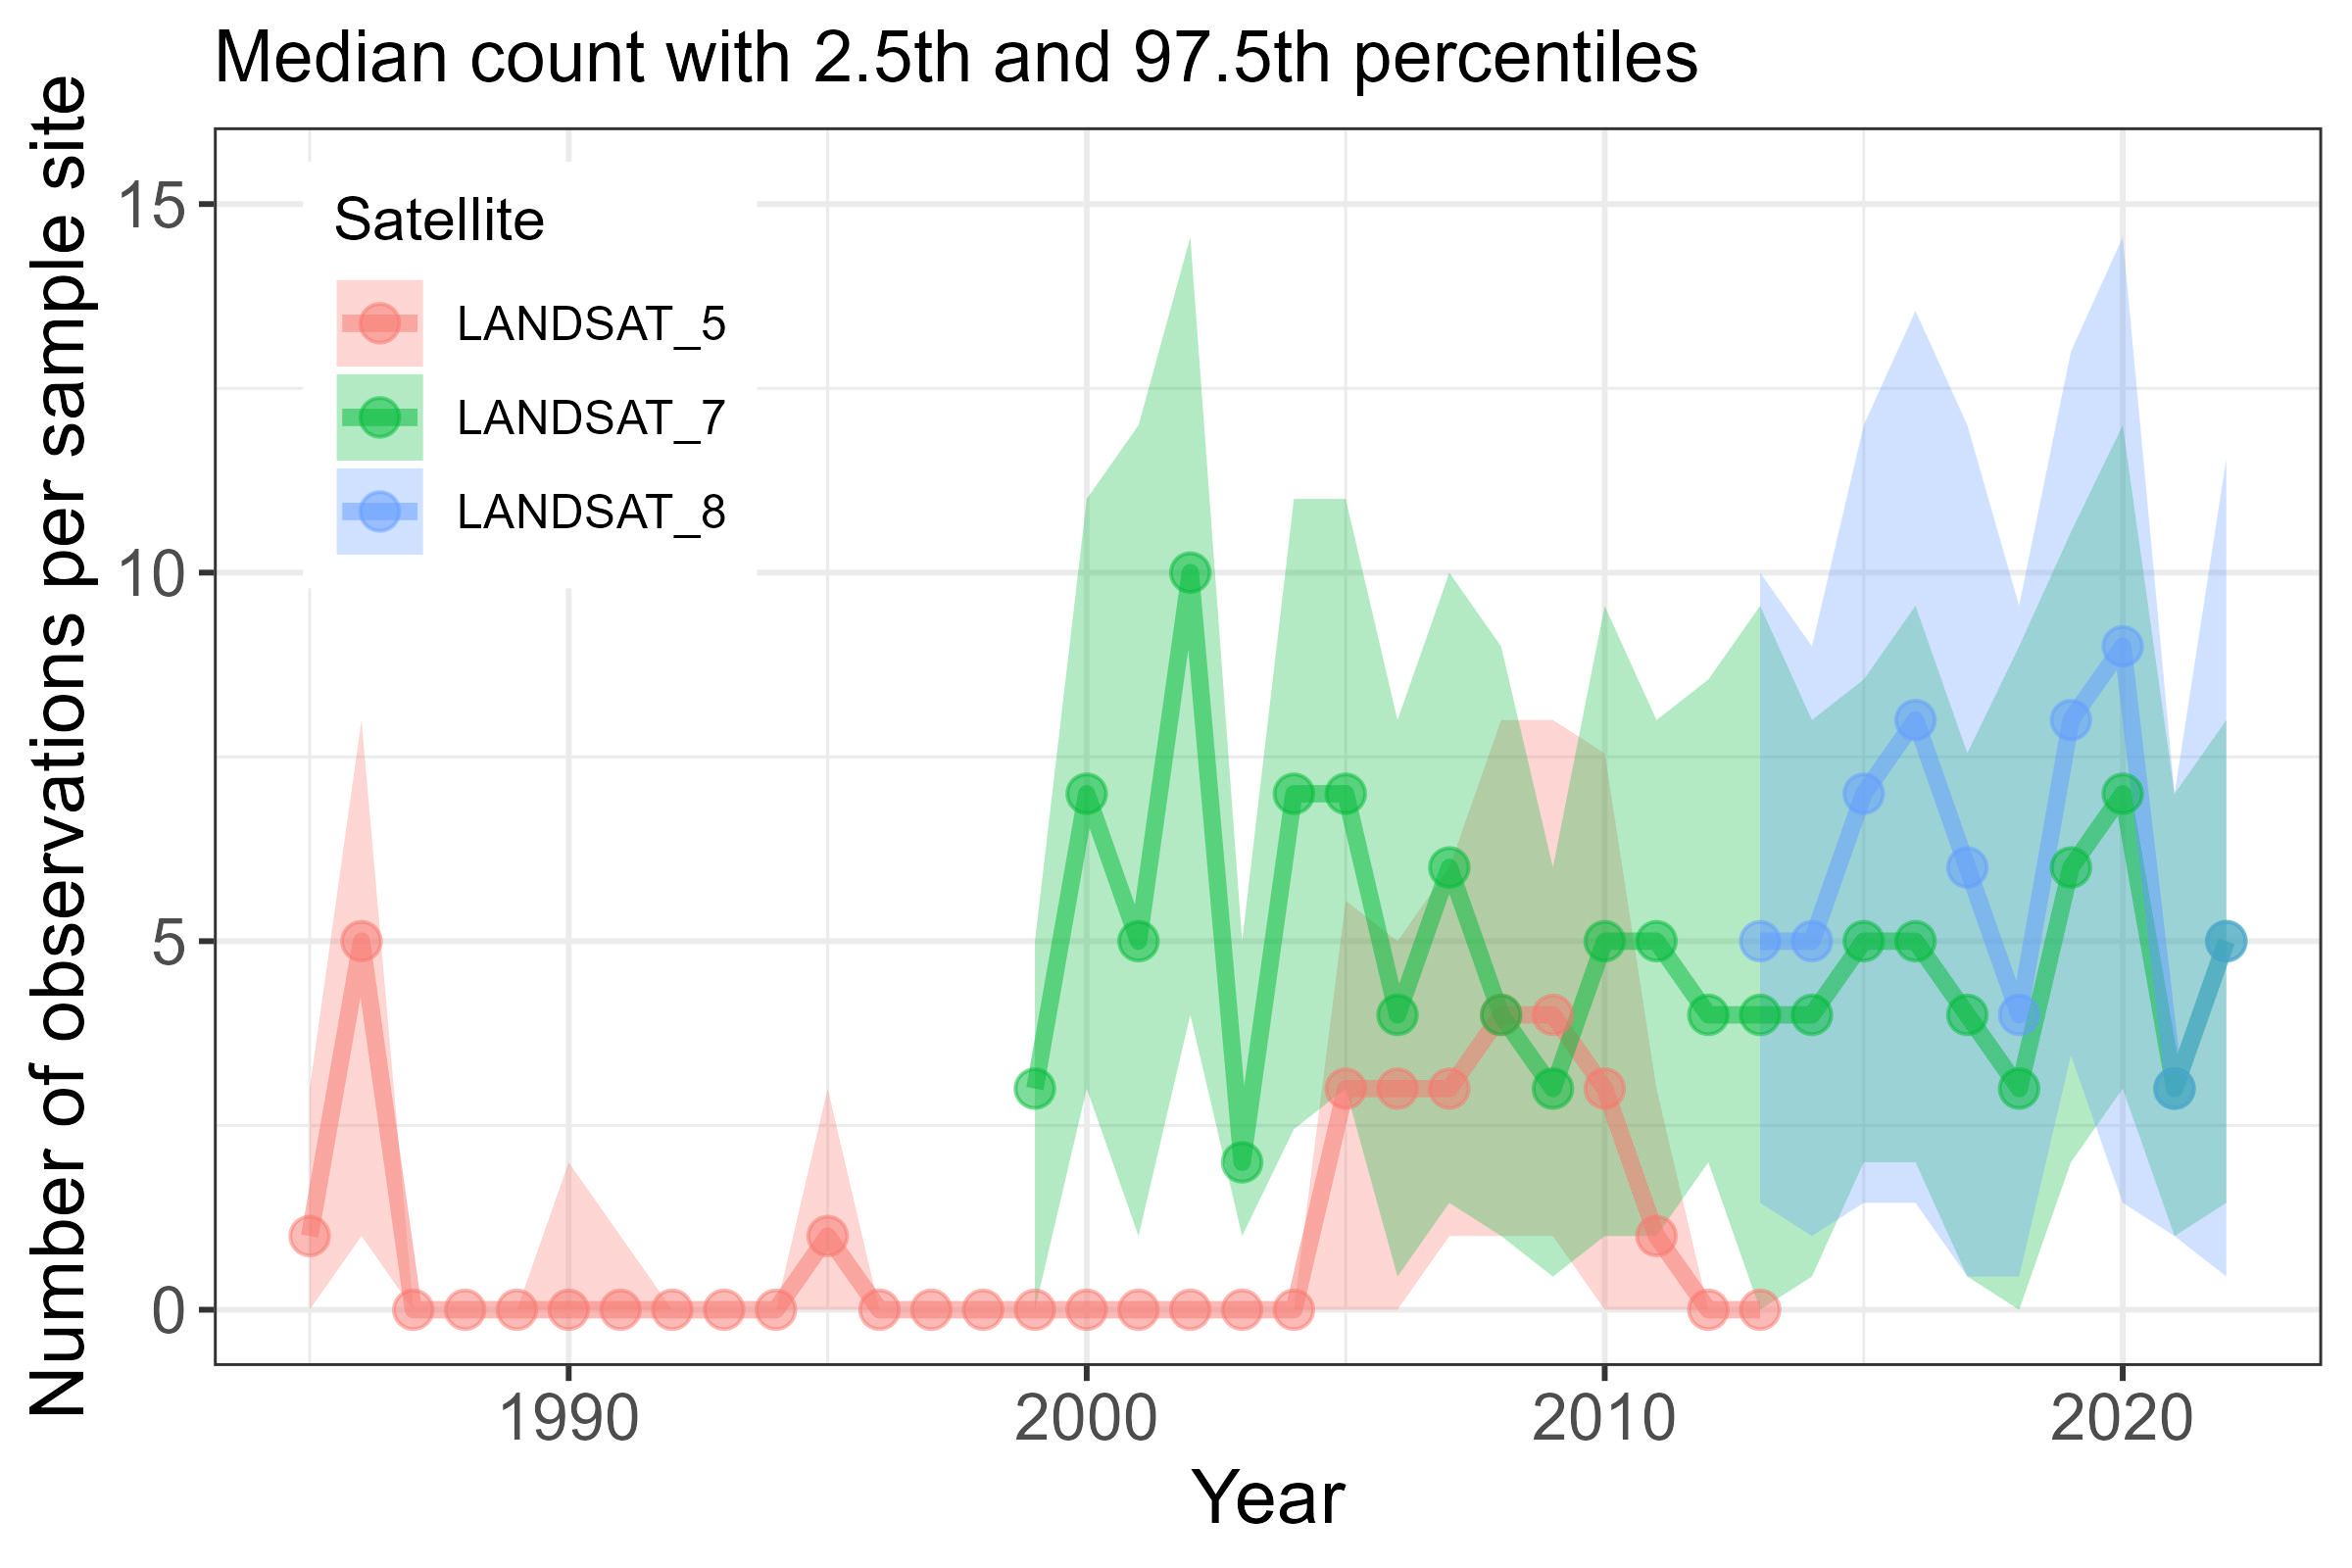 Median count with 2.5th and 97.5th percentiles
Number of observations per sample site
15
10
5
0
Satellite
LANDSAT_5
LANDSAT_7
LANDSAT_8
1990
2000
2010
2020
Year